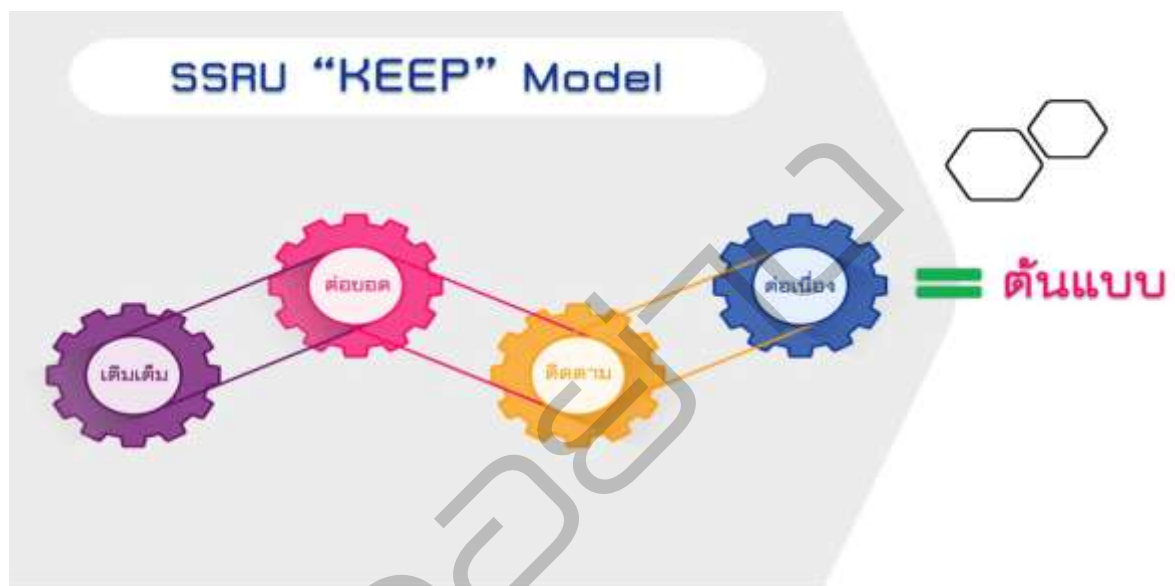 SSRU “KEEP” Model
เติมเต็ม
ต่อยอด
ติดตาม
ต่อเนื่อง
= ต้นแบบ